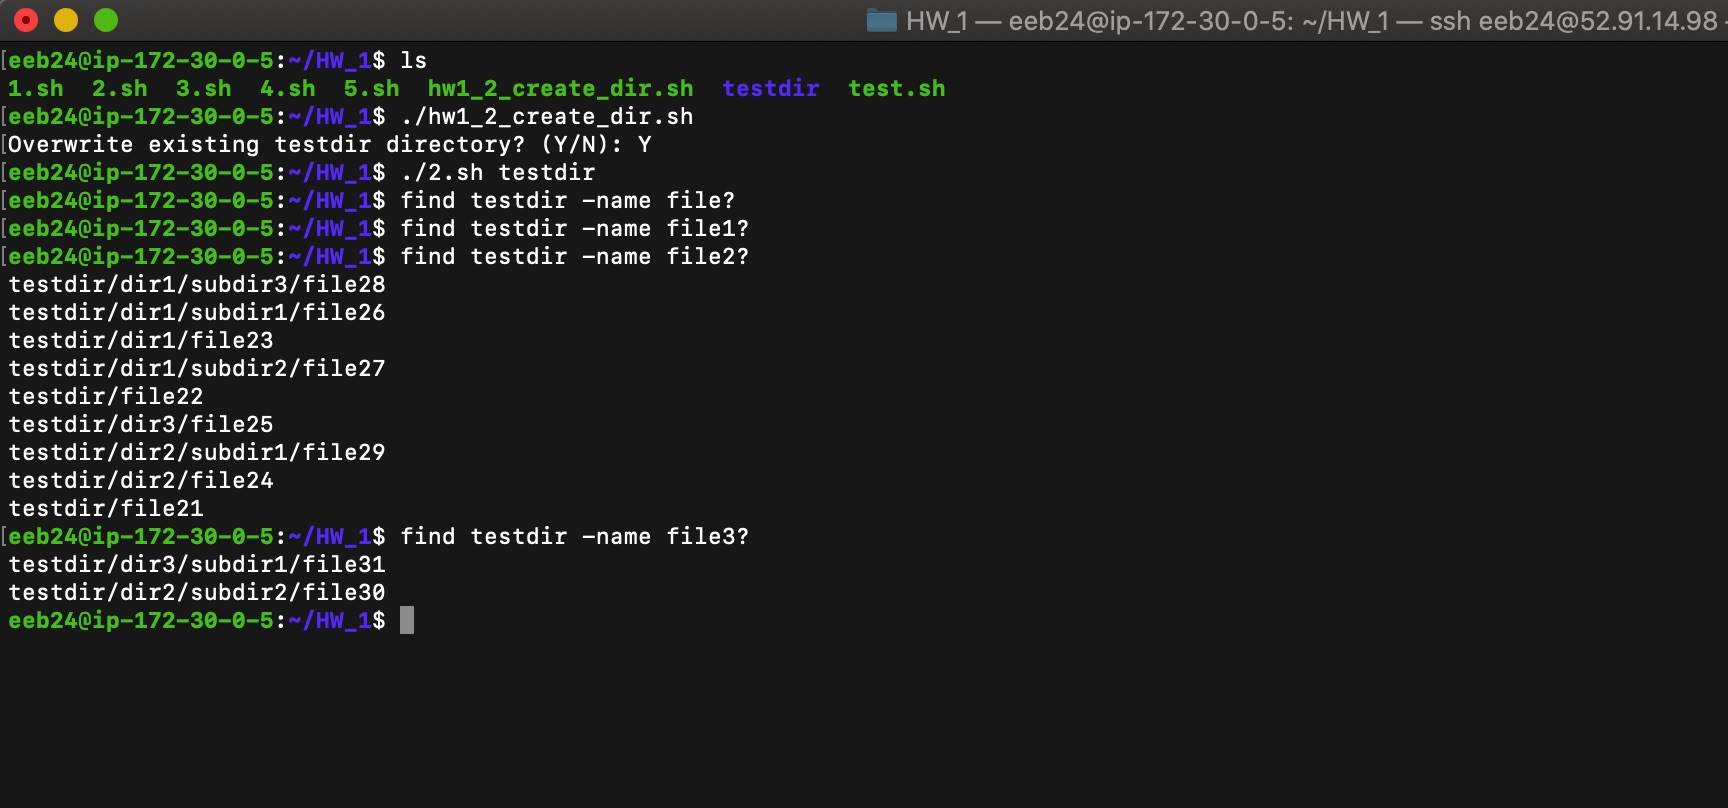 HW_1 — eeb24@ip-172-30-0-5: ~/HW_1 — ssh eeb24@52.91.14.98
[eeb24@ip-172-30-0-5:~/HW_1$ ls
1.sh  2.sh  3.sh  4.sh  5.sh  hw1_2_create_dir.sh  testdir  test.sh
[eeb24@ip-172-30-0-5:~/HW_1$ ./hw1_2_create_dir.sh
[Overwrite existing testdir directory? (Y/N): Y
[eeb24@ip-172-30-0-5:~/HW_1$ ./2.sh testdir
[eeb24@ip-172-30-0-5:~/HW_1$ find testdir -name file?
[eeb24@ip-172-30-0-5:~/HW_1$ find testdir -name file1?
[eeb24@ip-172-30-0-5:~/HW_1$ find testdir -name file2?
testdir/dir1/subdir3/file28
testdir/dir1/subdir1/file26
testdir/dir1/file23
testdir/dir1/subdir2/file27
testdir/file22
testdir/dir3/file25
testdir/dir2/subdir1/file29
testdir/dir2/file24
testdir/file21
[eeb24@ip-172-30-0-5:~/HW_1$ find testdir -name file3?
testdir/dir3/subdir1/file31
testdir/dir2/subdir2/file30
eeb24@ip-172-30-0-5:~/HW_1$